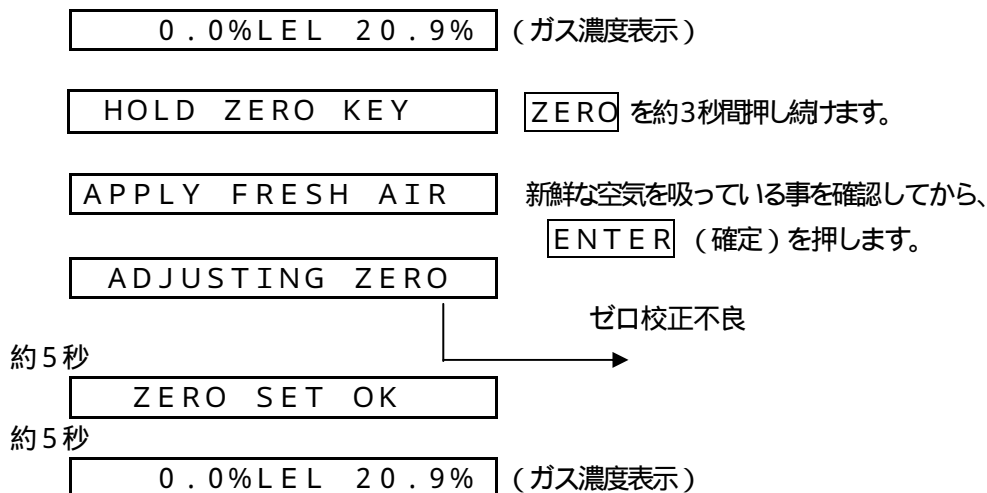 0.0%LEL 20.9% (ガス濃度表示)
HOLD ZERO KEY ZERO を約3秒間押し続けます。
APPLY FRESH AIR 新鮮な空気を吸っている事を確認してから、
ENTER (確定)を押します。
ADJUSTING ZERO
ゼロ校正不良
約5秒
ZERO SET OK
約5秒
0.0%LEL 20.9% (ガス濃度表示)